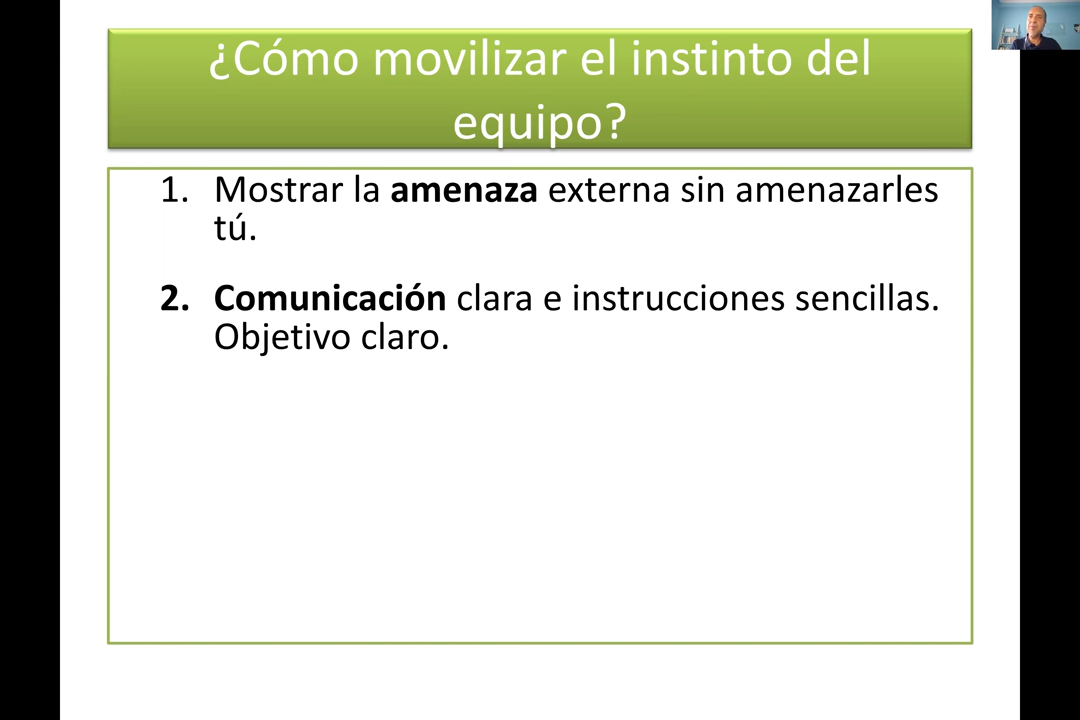 ¿Cómo movilizar el instinto del
equipo?
1. Mostrar la amenaza externa sin amenazarles
tú.
2. Comunicación clara e instrucciones sencillas.
Objetivo claro.